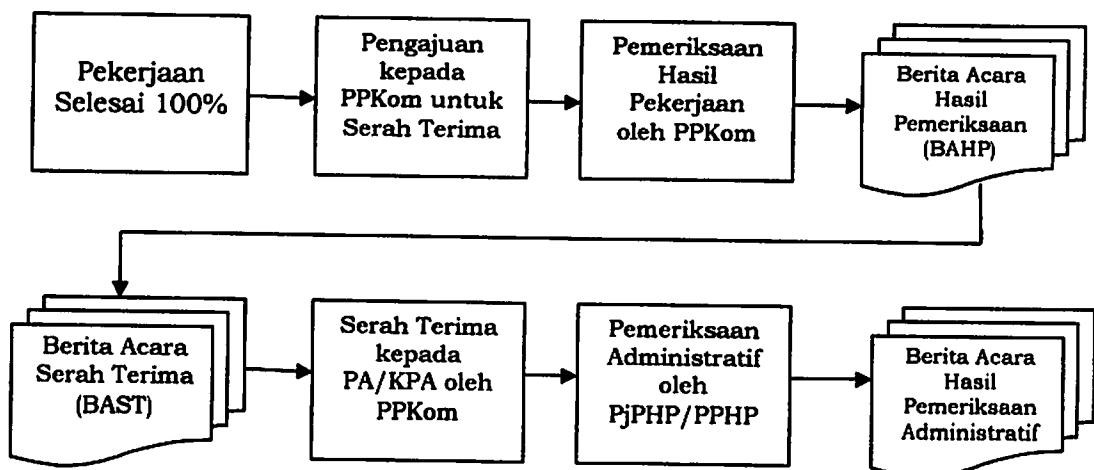 Pekerjaan
Selesai 100%
Pengajuan
kepada
PPKom untuk
Serah Terima
Pemeriksaan
Hasil
Pekerjaan
oleh PPKom
Berita Acara
Hasil
Pemeriksaan
(BAHP)
Berita Acara
Serah Terima
(BAST)
Serah Terima
kepada
PA/KPA oleh
PPKom
Pemeriksaan
Administratif
oleh
PjPHP/PPHP
Berita Acara
Hasil
Pemeriksaan
Administratif